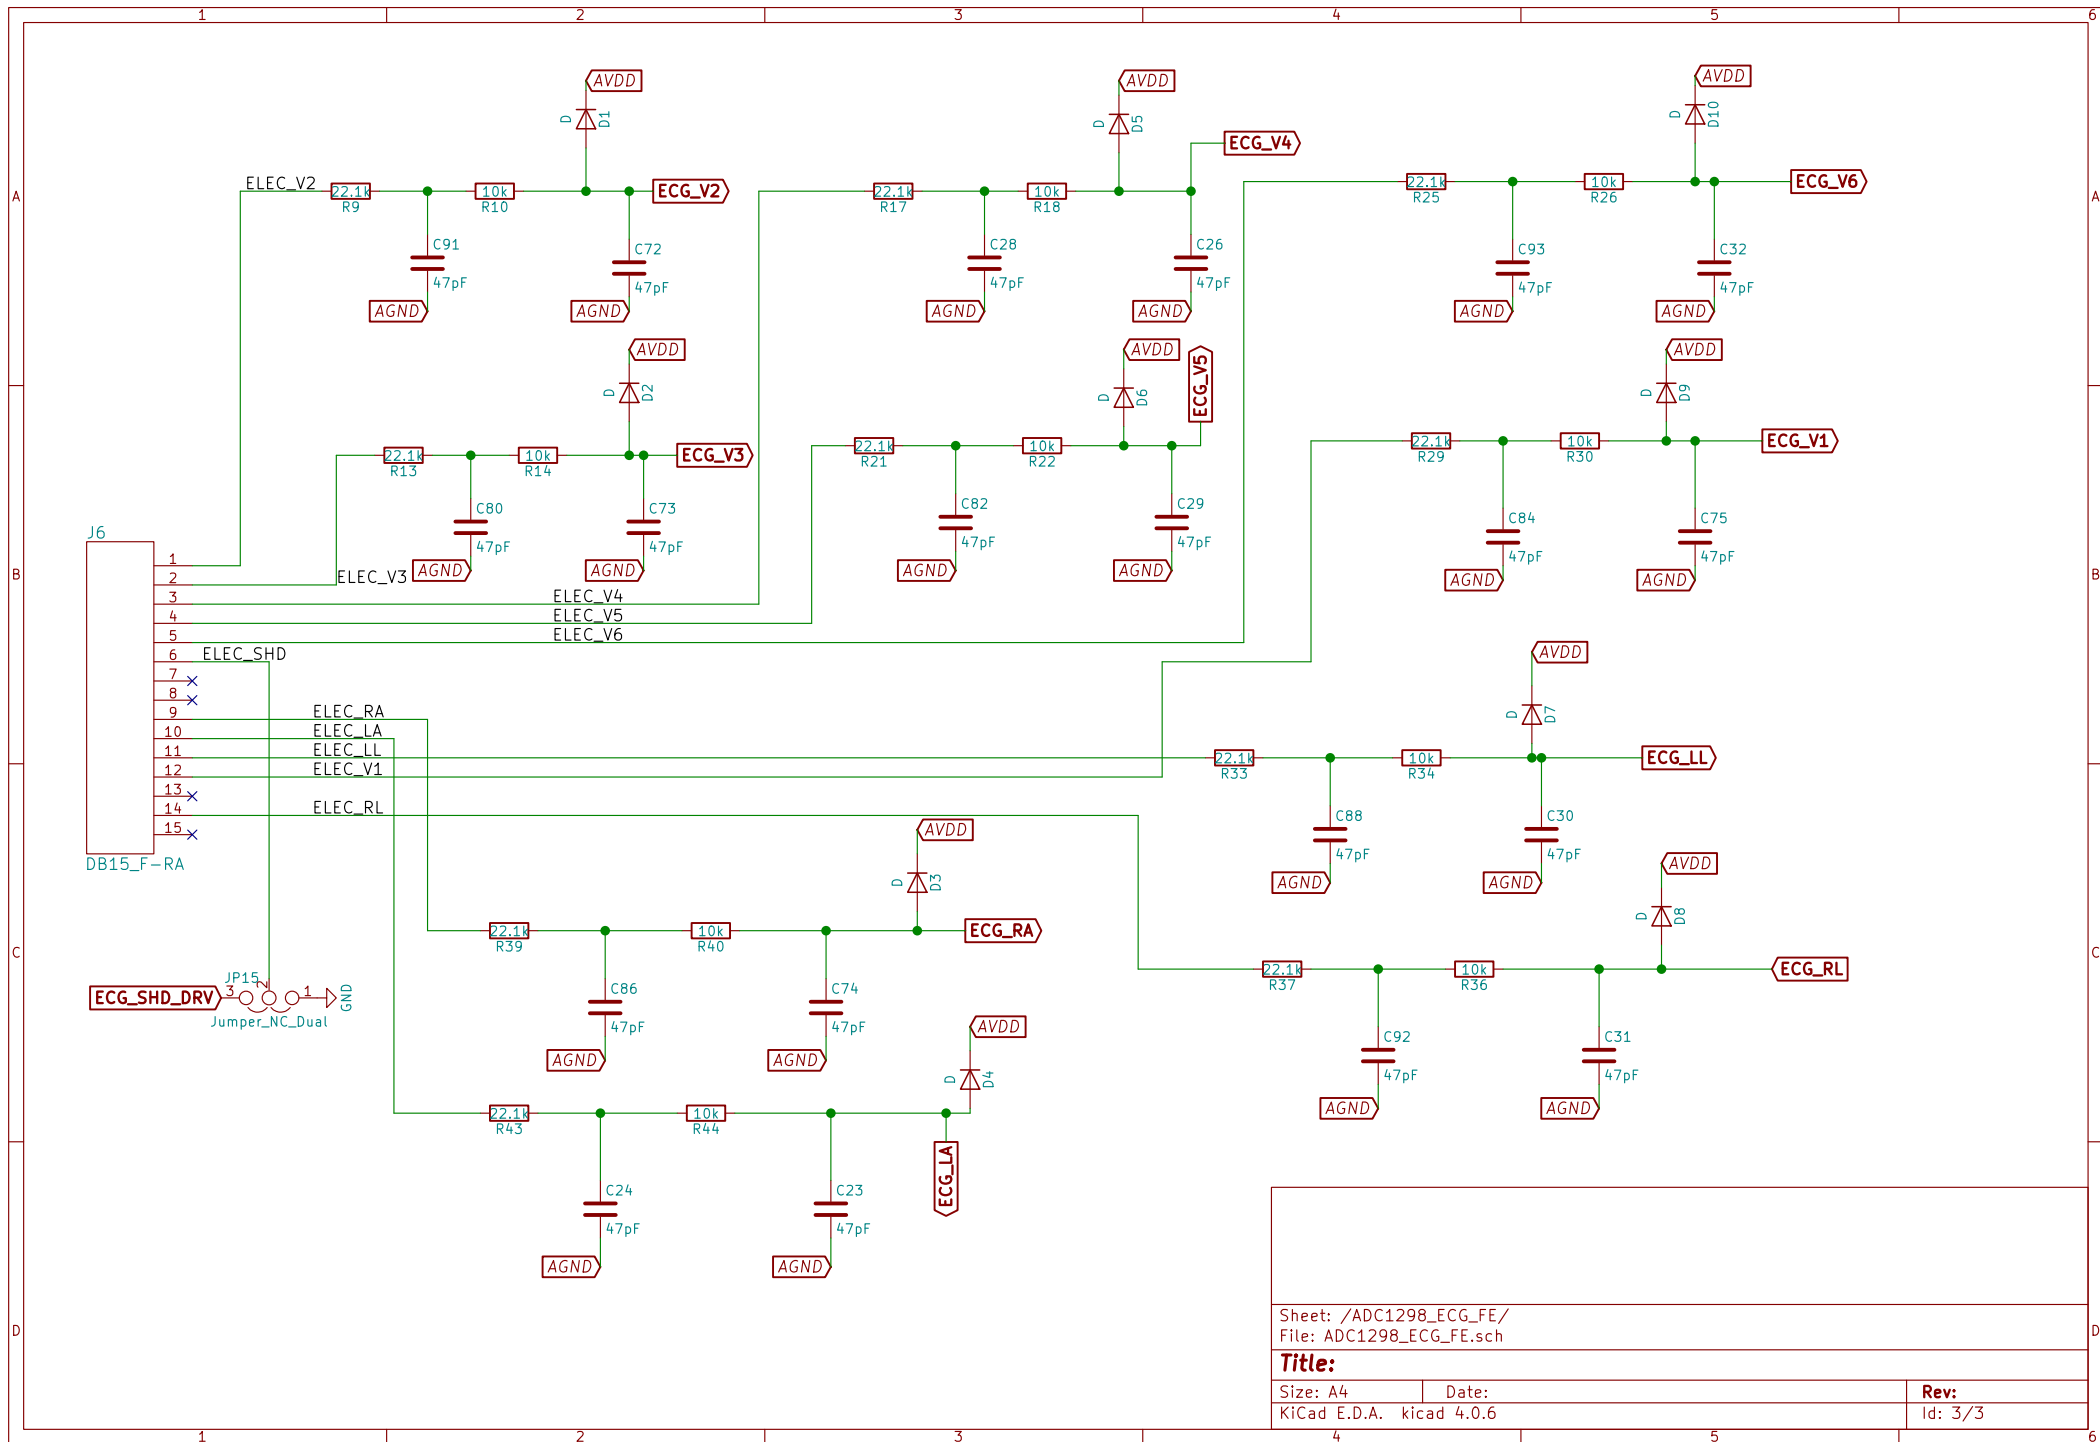 1 2 3 4 5 6
A
B
C
D
A
B
C
D
AVDD
D D1
ELEC_V2
22.1k
R9
10k
R10
ECG_V2
C91
47pF
AGND
C72
47pF
AGND
AVDD
D D5
22.1k
R17
10k
R18
ECG_V4
C28
47pF
AGND
C26
47pF
AGND
AVDD
D D10
22.1k
R25
10k
R26
ECG_V6
C93
47pF
AGND
C32
47pF
AGND
AVDD
D D2
22.1k
R13
10k
R14
ECG_V3
C80
47pF
AGND
C73
47pF
AGND
AVDD
D D6
22.1k
R21
10k
R22
ECG_V5
C82
47pF
AGND
C29
47pF
AGND
AVDD
D D9
22.1k
R29
10k
R30
ECG_V1
C84
47pF
AGND
C75
47pF
AGND
J6
1
2
3
4
5
6
7
8
9
10
11
12
13
14
15
DB15_F-RA
ELEC_V3
ELEC_V4
ELEC_V5
ELEC_V6
ELEC_SHD
ELEC_RA
ELEC_LA
ELEC_LL
ELEC_V1
ELEC_RL
AVDD
D D7
22.1k
R33
10k
R34
ECG_LL
C88
47pF
AGND
C30
47pF
AGND
AVDD
D D3
22.1k
R39
10k
R40
ECG_RA
C86
47pF
AGND
C74
47pF
AGND
AVDD
D D8
22.1k
R37
10k
R36
ECG_RL
C92
47pF
AGND
C31
47pF
AGND
JP15
ECG_SHD_DRV 3 2 1 GND
Jumper_NC_Dual
AVDD
D D4
22.1k
R43
10k
R44
ECG_LA
C24
47pF
AGND
C23
47pF
AGND
Sheet: /ADC1298_ECG_FE/
File: ADC1298_ECG_FE.sch
Title:
Size: A4 Date: Rev:
KiCad E.D.A. kicad 4.0.6 Id: 3/3
1 2 3 4 5 6